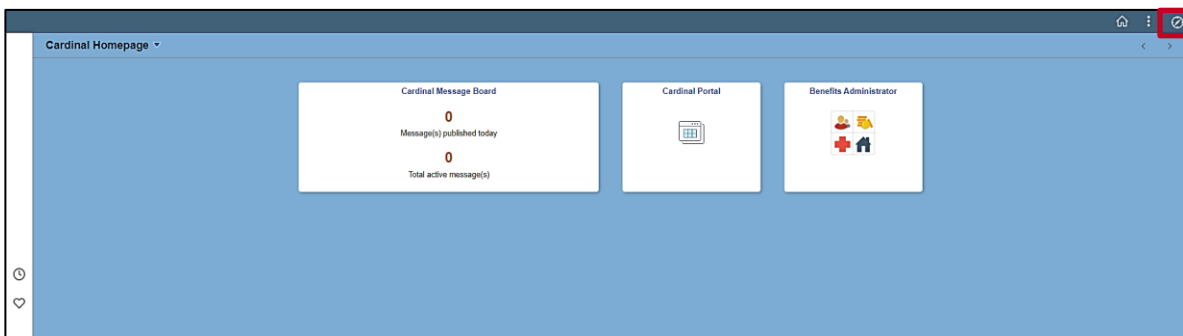 Cardinal Homepage
Cardinal Message Board
0
Message(s) published today
0
Total active message(s)
Cardinal Portal
Benefits Administrator